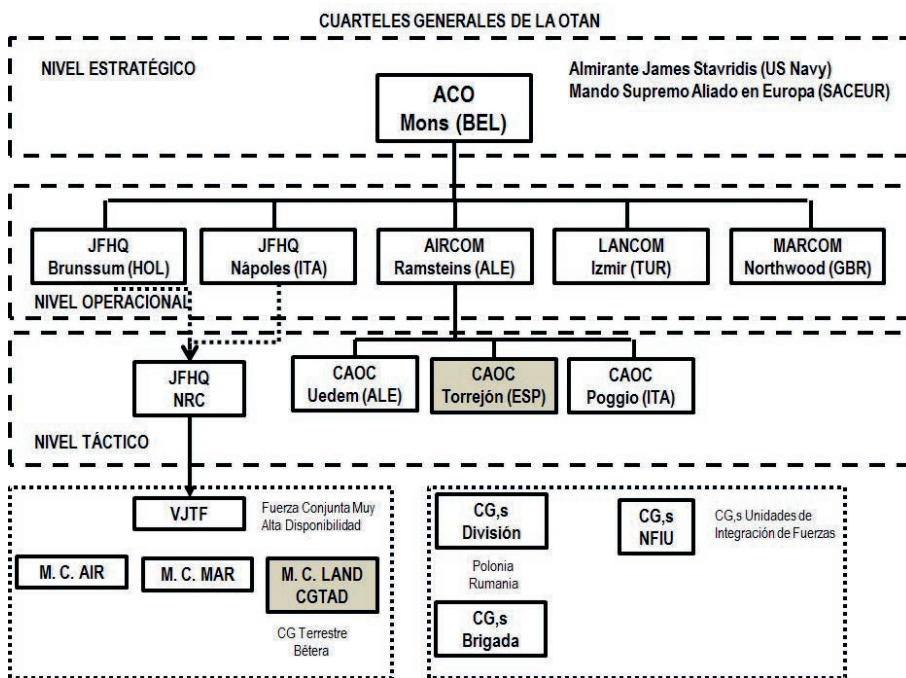 CUARTELES GENERALES DE LA OTAN
NIVEL ESTRATÉGICO
Almirante James Stavridis (US Navy)
Mando Supremo Aliado en Europa (SACEUR)
ACO
Mons (BEL)
JFHQ
Brunssum (HOL)
JFHQ
Nápoles (ITA)
AIRCOM
Ramsteins (ALE)
LANCOM
Izmir (TUR)
MARCOM
Northwood (GBR)
NIVEL OPERACIONAL
JFHQ
NRC
CAOC
Uedem (ALE)
CAOC
Torrejón (ESP)
CAOC
Poggio (ITA)
NIVEL TÁCTICO
VJTF
Fuerza Conjunta Muy
Alta Disponibilidad
M. C. AIR
M. C. MAR
M. C. LAND
CGTAD
CG Terrestre
Bétera
CG,s
División
Polonia
Rumania
CG,s
Brigada
CG,s
NFIU
CG,s Unidades de
Integración de Fuerzas